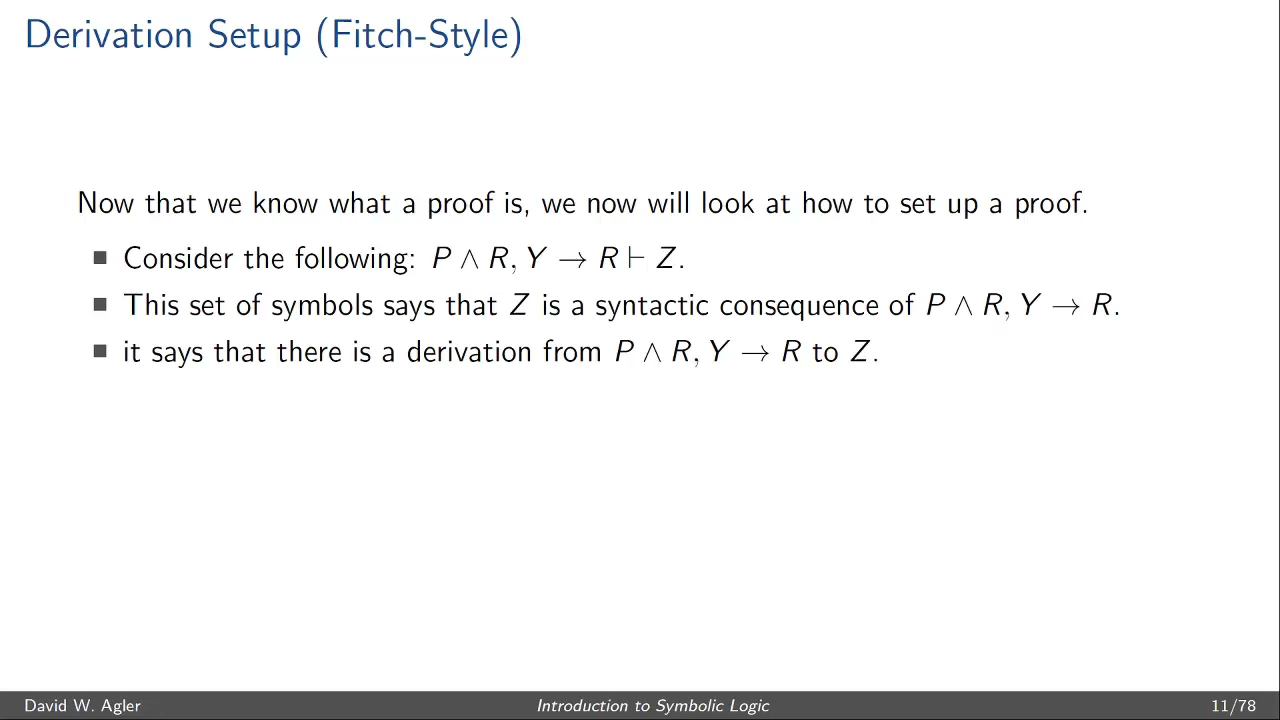 Derivation Setup (Fitch-Style)
Now that we know what a proof is, we now will look at how to set up a proof.
■ Consider the following: P ∧ R, Y → R ⊢ Z.
■ This set of symbols says that Z is a syntactic consequence of P ∧ R, Y → R.
■ it says that there is a derivation from P ∧ R, Y → R to Z.
David W. Agler Introduction to Symbolic Logic 11/78